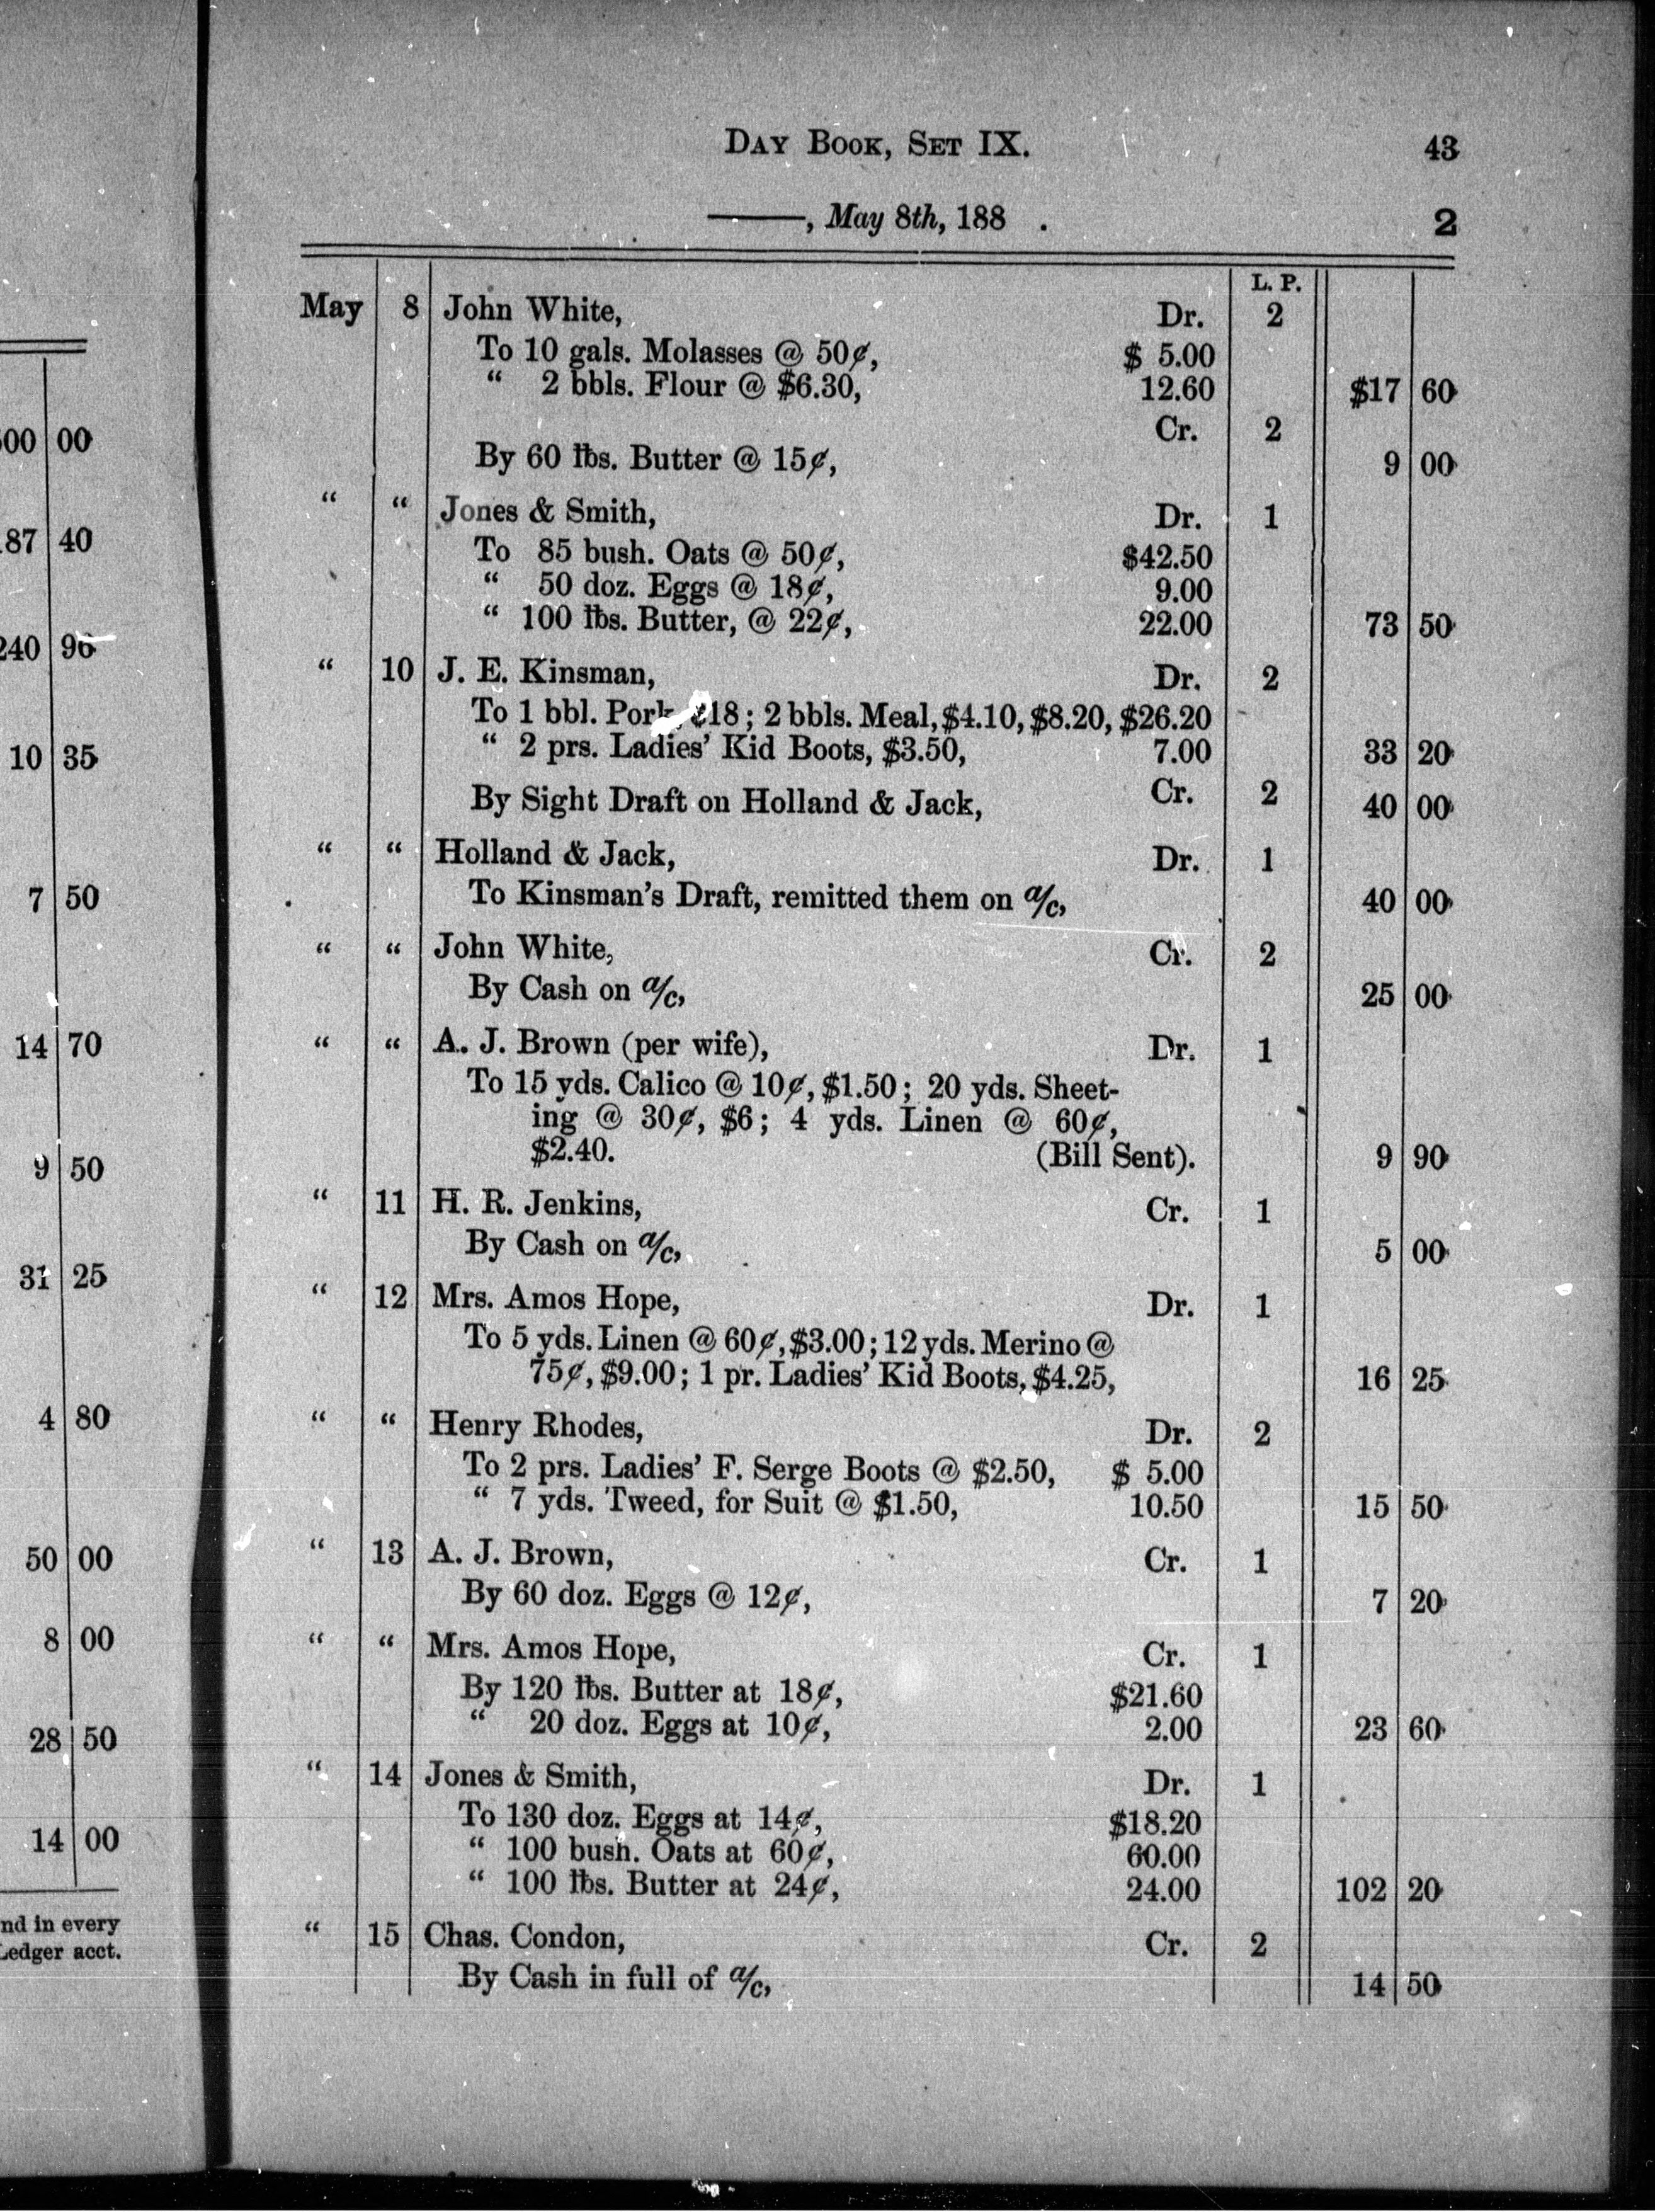 00 00
87 40
240 96
10 35
7 50
14 70
9 50
31 25
4 80
50 00
8 00
28 50
14 00
nd in every
Ledger acct.
DAY BOOK, SET IX. 43
———, May 8th, 188 . 2
L. P.
May 8 John White, Dr. 2
To 10 gals. Molasses @ 50¢, $ 5.00
“ 2 bbls. Flour @ $6.30, 12.60 $17 60
Cr. 2
By 60 lbs. Butter @ 15¢, 9 00
“ “ Jones & Smith, Dr. 1
To 85 bush. Oats @ 50¢, $42.50
“ 50 doz. Eggs @ 18¢, 9.00
“ 100 lbs. Butter, @ 22¢, 22.00 73 50
“ 10 J. E. Kinsman, Dr. 2
To 1 bbl. Pork, $18; 2 bbls. Meal, $4.10, $8.20, $26.20
“ 2 prs. Ladies’ Kid Boots, $3.50, 7.00 33 20
Cr. 2
By Sight Draft on Holland & Jack, 40 00
“ “ Holland & Jack, Dr. 1
To Kinsman’s Draft, remitted them on a/c, 40 00
“ “ John White, Cr. 2
By Cash on a/c, 25 00
“ “ A. J. Brown (per wife), Dr. 1
To 15 yds. Calico @ 10¢, $1.50; 20 yds. Sheet-
ing @ 30¢, $6; 4 yds. Linen @ 60¢,
$2.40. (Bill Sent). 9 90
“ 11 H. R. Jenkins, Cr. 1
By Cash on a/c, 5 00
“ 12 Mrs. Amos Hope, Dr. 1
To 5 yds. Linen @ 60¢, $3.00; 12 yds. Merino @
75¢, $9.00; 1 pr. Ladies’ Kid Boots, $4.25, 16 25
“ “ Henry Rhodes, Dr. 2
To 2 prs. Ladies’ F. Serge Boots @ $2.50, $ 5.00
“ 7 yds. Tweed, for Suit @ $1.50, 10.50 15 50
“ 13 A. J. Brown, Cr. 1
By 60 doz. Eggs @ 12¢, 7 20
“ “ Mrs. Amos Hope, Cr. 1
By 120 lbs. Butter at 18¢, $21.60
“ 20 doz. Eggs at 10¢, 2.00 23 60
“ 14 Jones & Smith, Dr. 1
To 130 doz. Eggs at 14¢, $18.20
“ 100 bush. Oats at 60¢, 60.00
“ 100 lbs. Butter at 24¢, 24.00 102 20
“ 15 Chas. Condon, Cr. 2
By Cash in full of a/c, 14 50